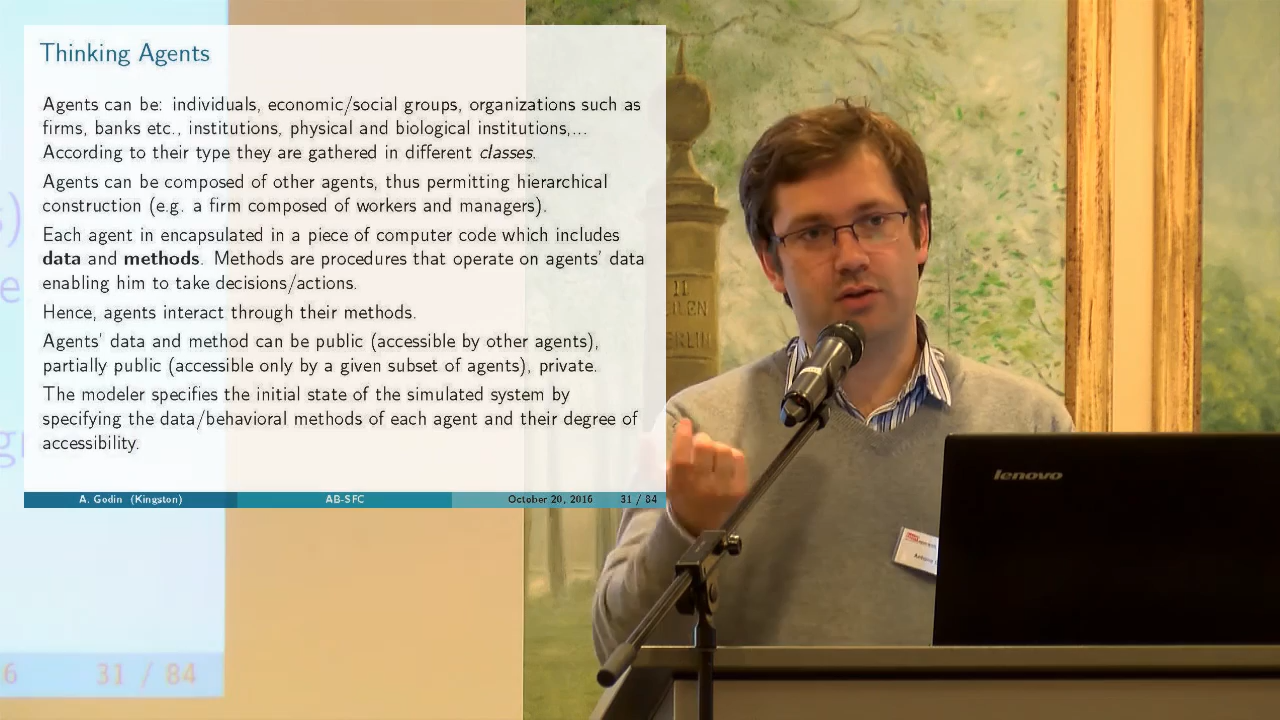 Thinking Agents
Agents can be: individuals, economic/social groups, organizations such as
firms, banks etc., institutions, physical and biological institutions,...
According to their type they are gathered in different classes.
Agents can be composed of other agents, thus permitting hierarchical
construction (e.g. a firm composed of workers and managers).
Each agent in encapsulated in a piece of computer code which includes
data and methods. Methods are procedures that operate on agents' data
enabling him to take decisions/actions.
Hence, agents interact through their methods.
Agents' data and method can be public (accessible by other agents),
partially public (accessible only by a given subset of agents), private.
The modeler specifies the initial state of the simulated system by
specifying the data/behavioral methods of each agent and their degree of
accessibility.
A. Godin (Kingston) AB-SFC October 20, 2016 31 / 84
s)
e
g
6 31 / 84
11
lenovo